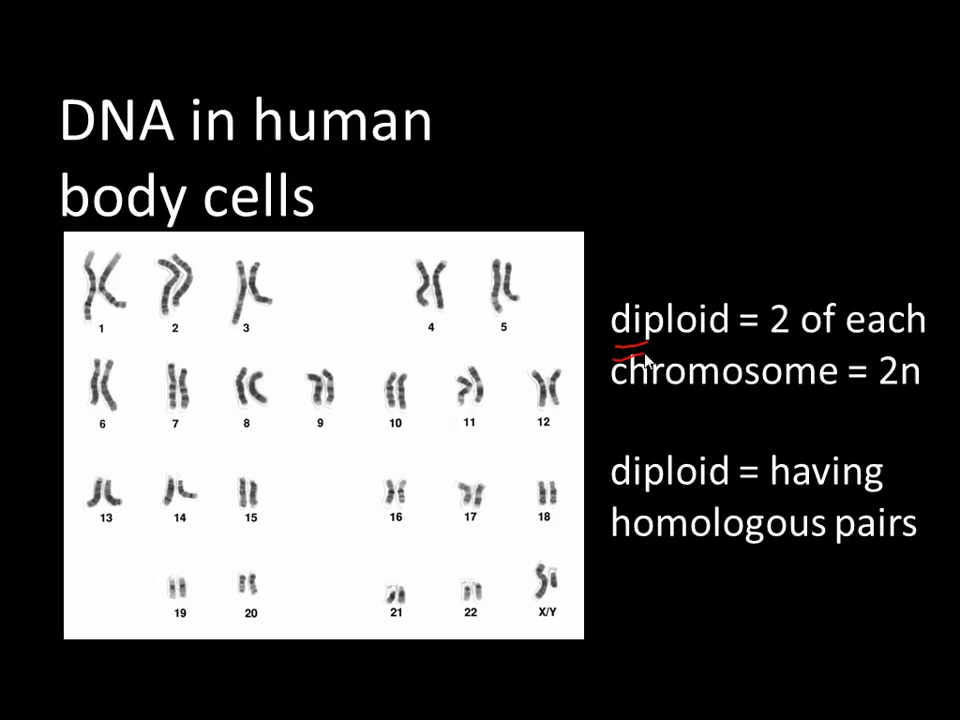 DNA in human
body cells
diploid = 2 of each
chromosome = 2n
diploid = having
homologous pairs
1 2 3 4 5
6 7 8 9 10 11 12
13 14 15 16 17 18
19 20 21 22 X/Y